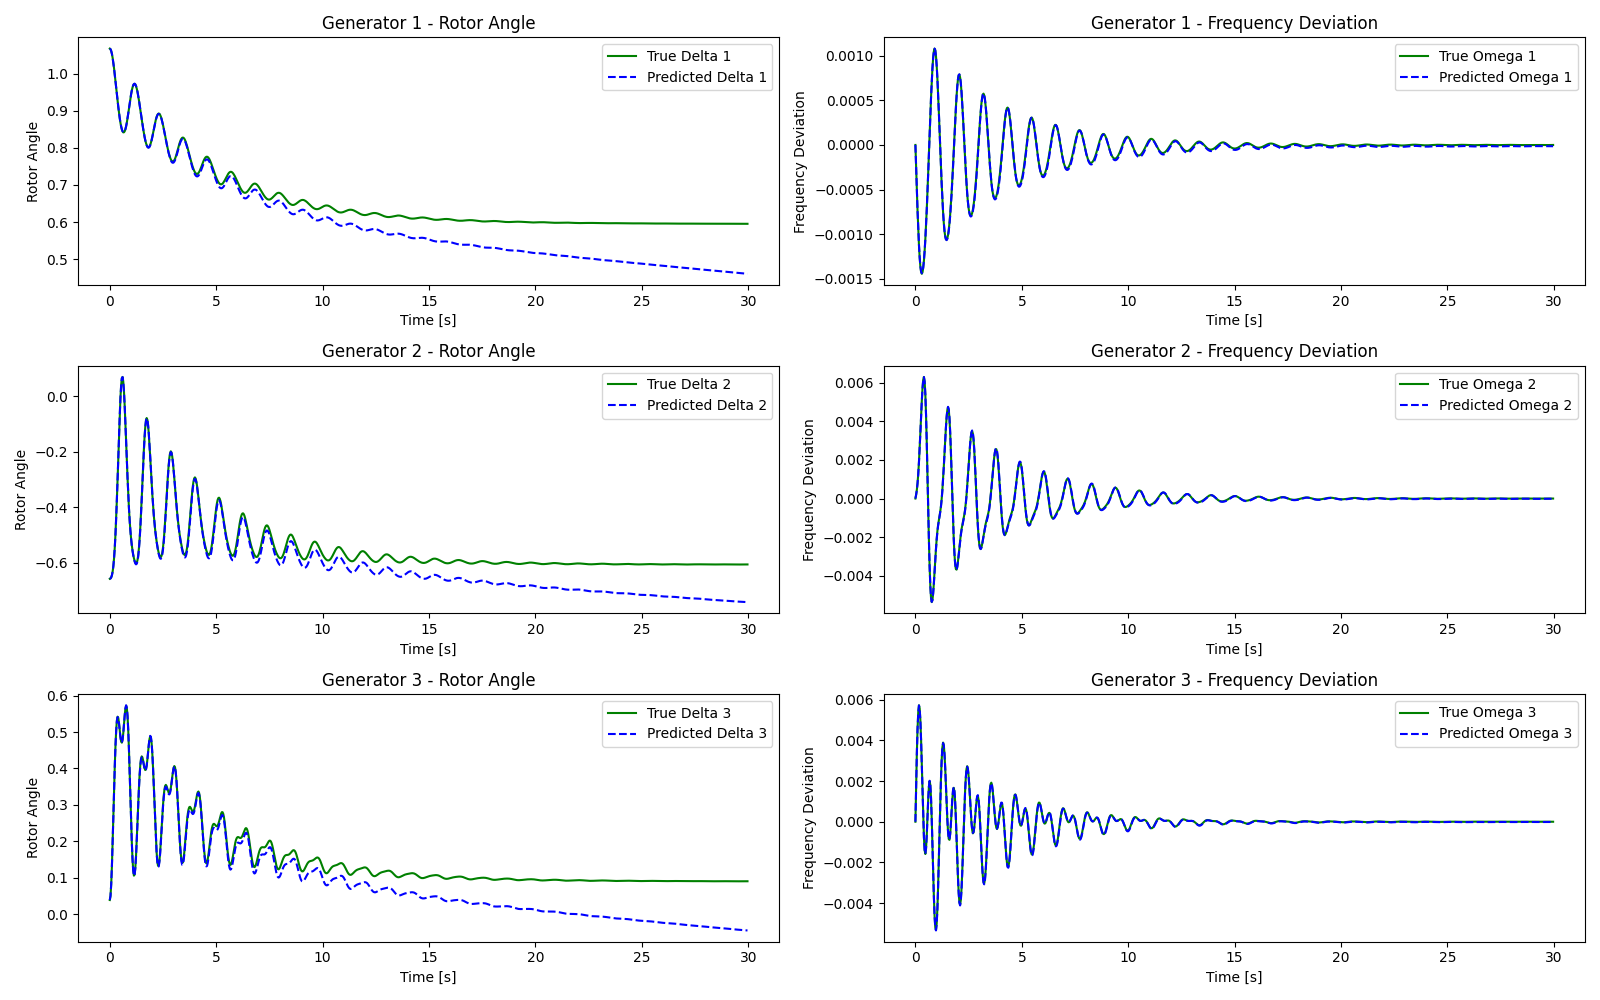 Generator 1 - Rotor Angle
True Delta 1
Predicted Delta 1
Rotor Angle
1.0
0.9
0.8
0.7
0.6
0.5
0 5 10 15 20 25 30
Time [s]
Generator 1 - Frequency Deviation
True Omega 1
Predicted Omega 1
Frequency Deviation
0.0010
0.0005
0.0000
−0.0005
−0.0010
−0.0015
0 5 10 15 20 25 30
Time [s]
Generator 2 - Rotor Angle
True Delta 2
Predicted Delta 2
Rotor Angle
0.0
−0.2
−0.4
−0.6
0 5 10 15 20 25 30
Time [s]
Generator 2 - Frequency Deviation
True Omega 2
Predicted Omega 2
Frequency Deviation
0.006
0.004
0.002
0.000
−0.002
−0.004
0 5 10 15 20 25 30
Time [s]
Generator 3 - Rotor Angle
True Delta 3
Predicted Delta 3
Rotor Angle
0.6
0.5
0.4
0.3
0.2
0.1
0.0
0 5 10 15 20 25 30
Time [s]
Generator 3 - Frequency Deviation
True Omega 3
Predicted Omega 3
Frequency Deviation
0.006
0.004
0.002
0.000
−0.002
−0.004
0 5 10 15 20 25 30
Time [s]